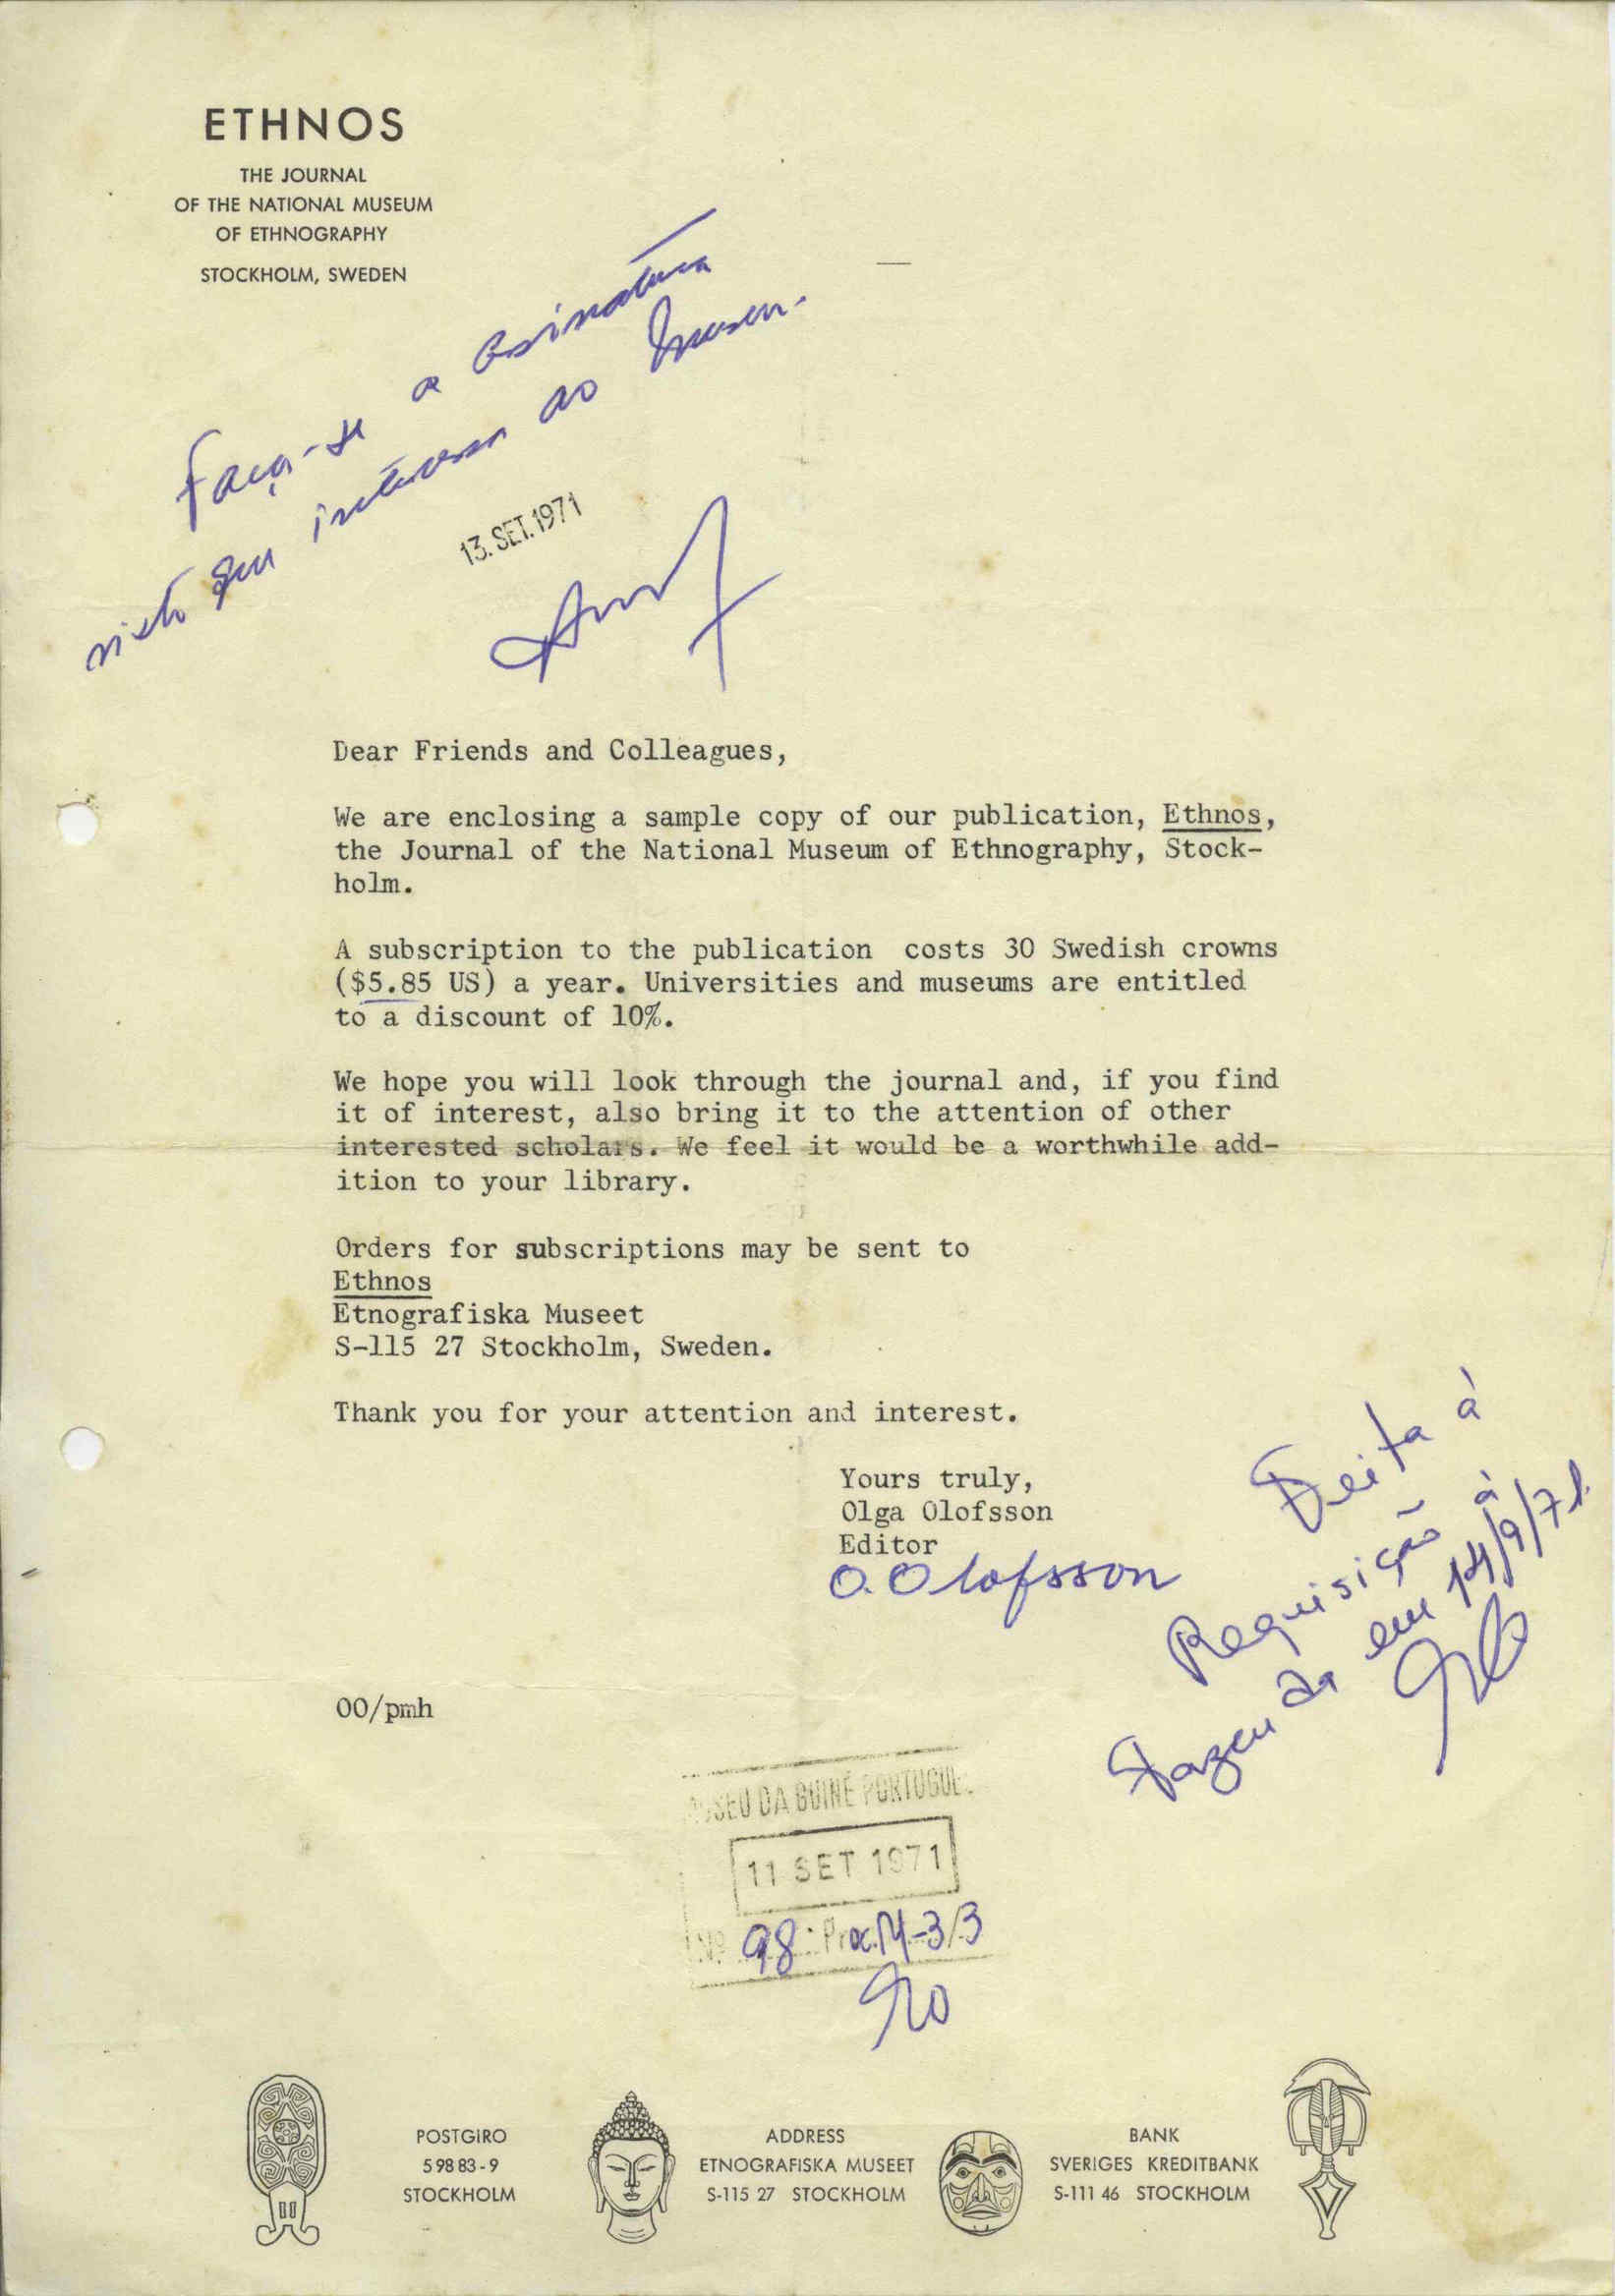 ETHNOS
THE JOURNAL
OF THE NATIONAL MUSEUM
OF ETHNOGRAPHY
STOCKHOLM, SWEDEN
Faça-se a assinatura
visto que interessa ao Museu.
13. SET. 1971
Dear Friends and Colleagues,
We are enclosing a sample copy of our publication, Ethnos,
the Journal of the National Museum of Ethnography, Stock-
holm.
A subscription to the publication costs 30 Swedish crowns
($5.85 US) a year. Universities and museums are entitled
to a discount of 10%.
We hope you will look through the journal and, if you find
it of interest, also bring it to the attention of other
interested scholars. We feel it would be a worthwhile add-
ition to your library.
Orders for subscriptions may be sent to
Ethnos
Etnografiska Museet
S-115 27 Stockholm, Sweden.
Thank you for your attention and interest.
Yours truly,
Olga Olofsson
Editor
O. Olofsson
Feita à
Requisição à
Fazenda em 14/9/71.
OO/pmh
MUSEU DA GUINÉ PORTUGUE
11 SET 1971
Nº 98 Proc. M-3/3
POSTGIRO
5 98 83 - 9
STOCKHOLM
ADDRESS
ETNOGRAFISKA MUSEET
S-115 27 STOCKHOLM
BANK
SVERIGES KREDITBANK
S-111 46 STOCKHOLM